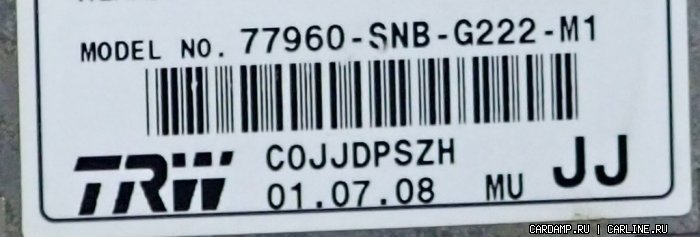 MODEL NO. 77960-SNB-G222-M1
TRW C0JJDPSZH JJ
01.07.08 MU
CARDAMP.RU | CARLINE.RU